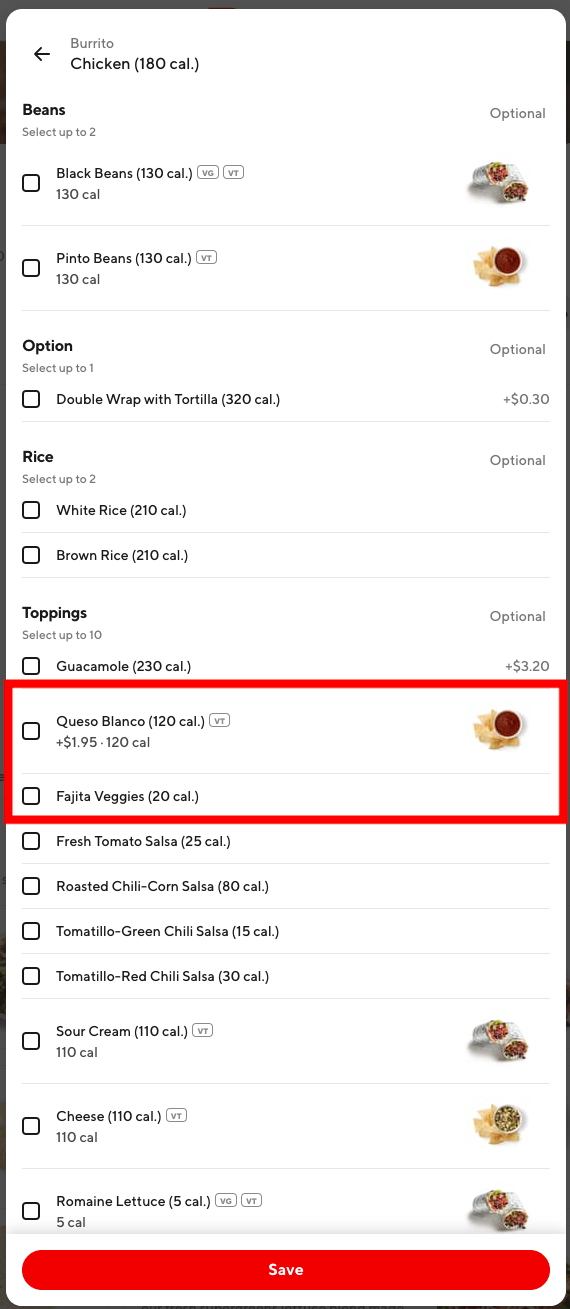 Burrito
Chicken (180 cal.)
Beans
Optional
Select up to 2
Black Beans (130 cal.) VG VT
130 cal
Pinto Beans (130 cal.) VT
130 cal
Option
Optional
Select up to 1
Double Wrap with Tortilla (320 cal.) +$0.30
Rice
Optional
Select up to 2
White Rice (210 cal.)
Brown Rice (210 cal.)
Toppings
Optional
Select up to 10
Guacamole (230 cal.) +$3.20
Queso Blanco (120 cal.) VT
+$1.95 · 120 cal
Fajita Veggies (20 cal.)
Fresh Tomato Salsa (25 cal.)
Roasted Chili-Corn Salsa (80 cal.)
Tomatillo-Green Chili Salsa (15 cal.)
Tomatillo-Red Chili Salsa (30 cal.)
Sour Cream (110 cal.) VT
110 cal
Cheese (110 cal.) VT
110 cal
Romaine Lettuce (5 cal.) VG VT
5 cal
Save